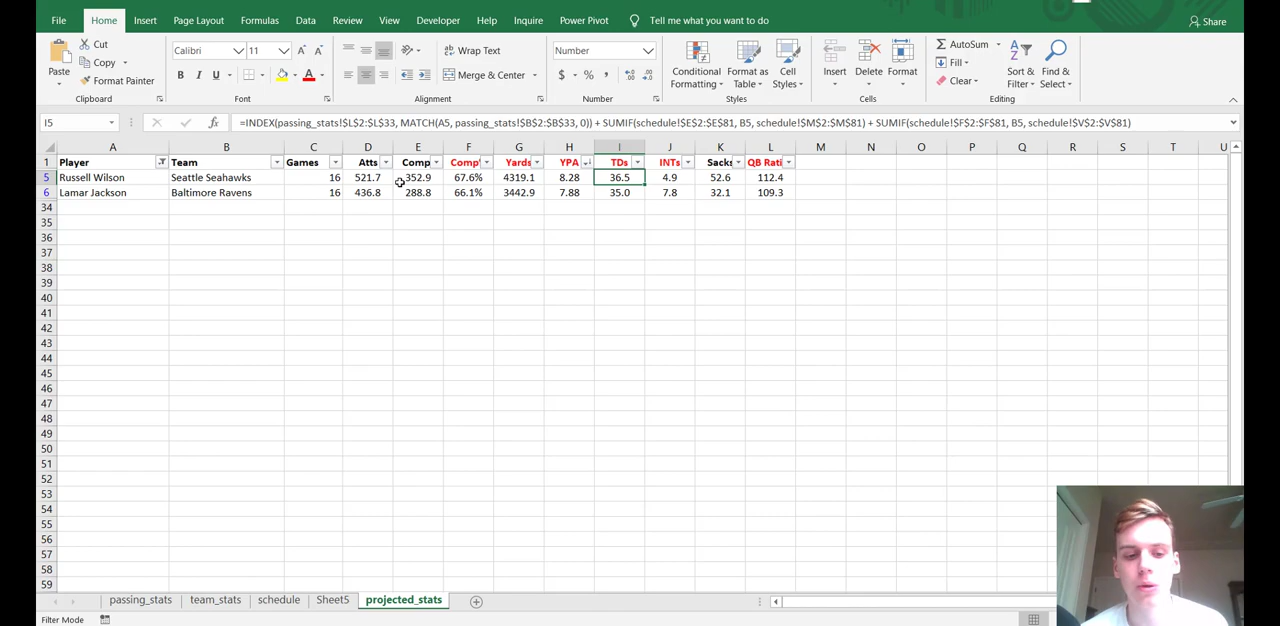 File Home Insert Page Layout Formulas Data Review View Developer Help Inquire Power Pivot Tell me what you want to do Share
Paste Cut Copy Format Painter Clipboard
Calibri 11 A A B I U A Font
Wrap Text Merge & Center Alignment
Number $ % , Number
Conditional Formatting Format as Table Cell Styles Styles
Insert Delete Format Cells
AutoSum Fill Clear Sort & Filter Find & Select Editing
I5 fx =INDEX(passing_stats!$L$2:$L$33, MATCH(A5, passing_stats!$B$2:$B$33, 0)) + SUMIF(schedule!$E$2:$E$81, B5, schedule!$M$2:$M$81) + SUMIF(schedule!$F$2:$F$81, B5, schedule!$V$2:$V$81)
A B C D E F G H I J K L M N O P Q R S T U
1 Player Team Games Atts Comp Comp' Yards YPA TDs INTs Sacks QB Rati
5 Russell Wilson Seattle Seahawks 16 521.7 352.9 67.6% 4319.1 8.28 36.5 4.9 52.6 112.4
6 Lamar Jackson Baltimore Ravens 16 436.8 288.8 66.1% 3442.9 7.88 35.0 7.8 32.1 109.3
34
35
36
37
38
39
40
41
42
43
44
45
46
47
48
49
50
51
52
53
54
55
56
57
58
59
passing_stats team_stats schedule Sheet5 projected_stats
Filter Mode